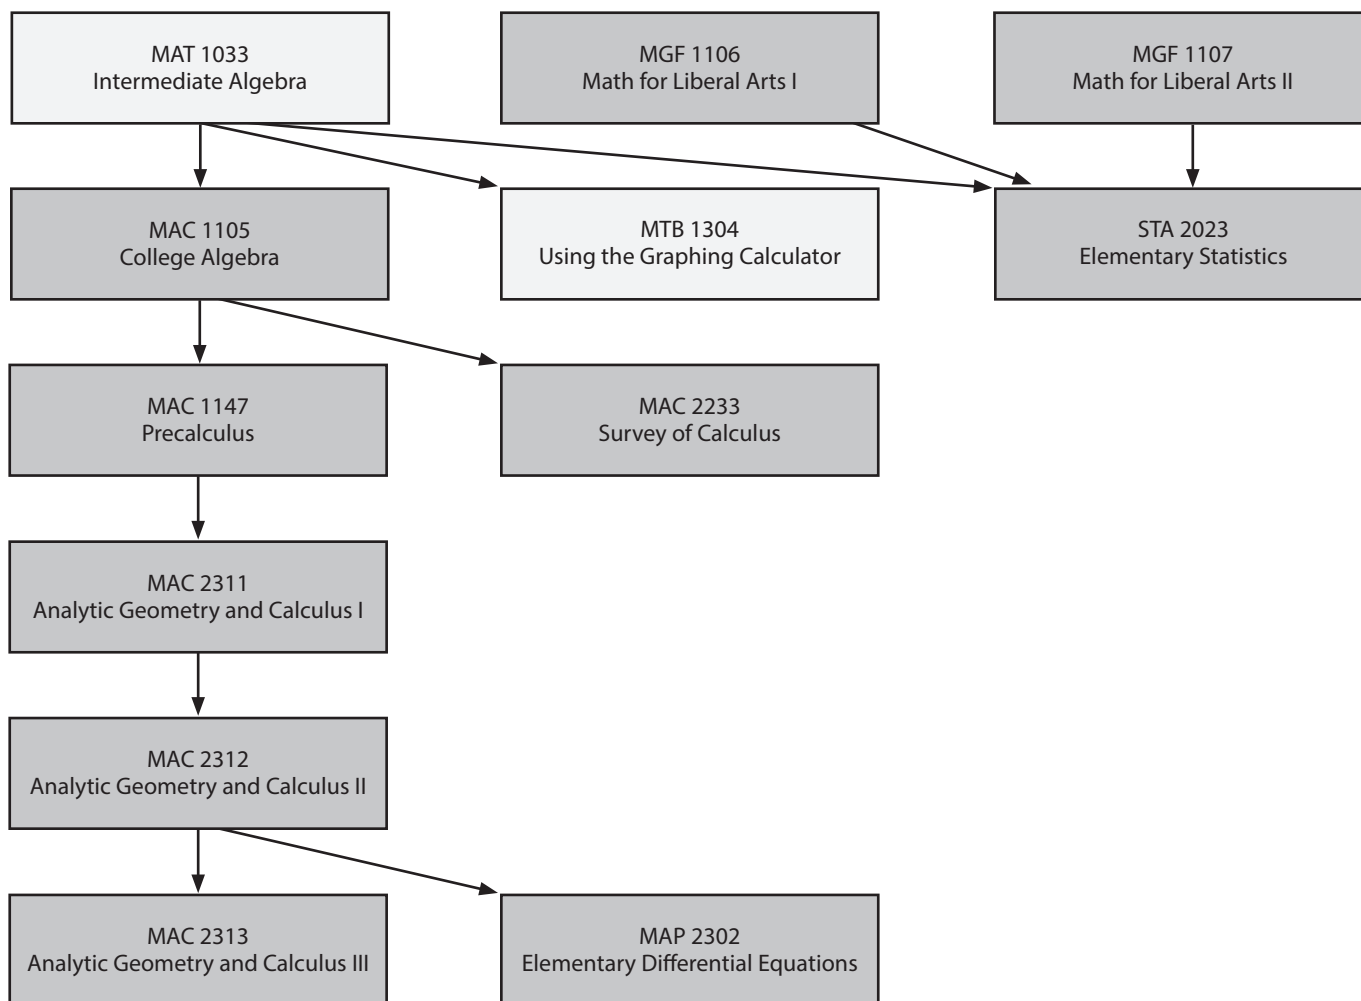 MAT 1033
Intermediate Algebra
MGF 1106
Math for Liberal Arts I
MGF 1107
Math for Liberal Arts II
MAC 1105
College Algebra
MTB 1304
Using the Graphing Calculator
STA 2023
Elementary Statistics
MAC 1147
Precalculus
MAC 2233
Survey of Calculus
MAC 2311
Analytic Geometry and Calculus I
MAC 2312
Analytic Geometry and Calculus II
MAC 2313
Analytic Geometry and Calculus III
MAP 2302
Elementary Differential Equations